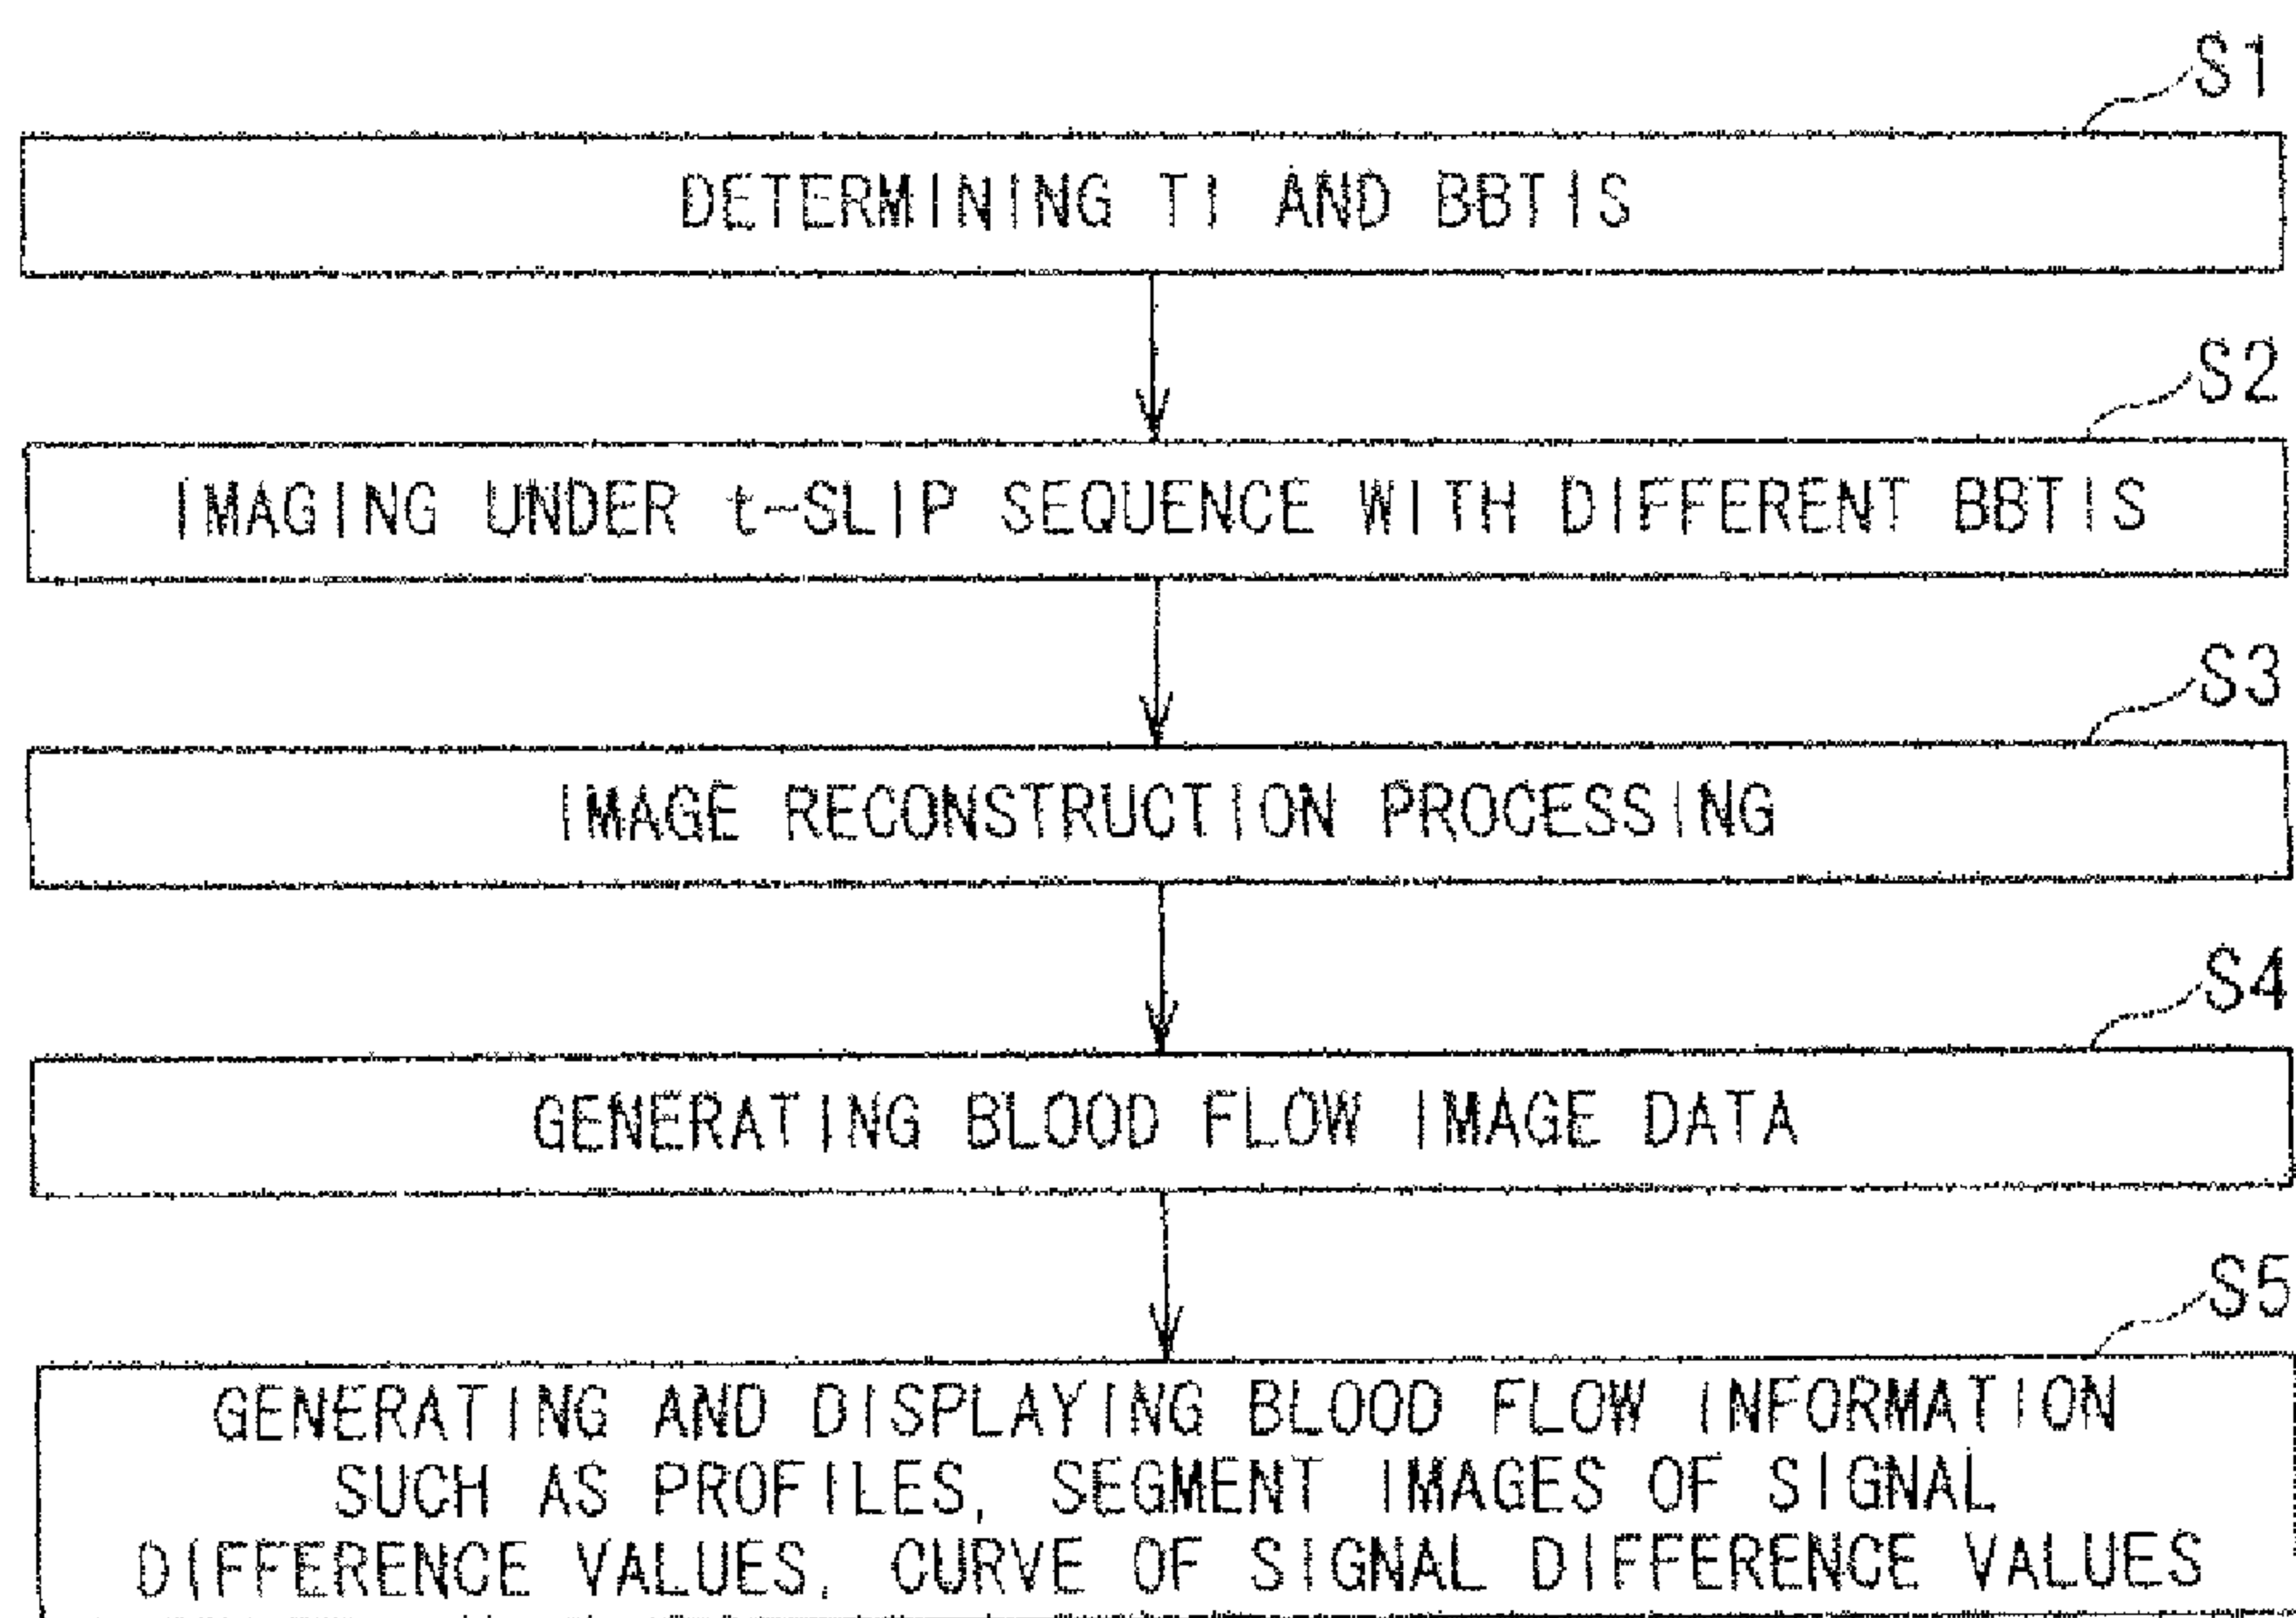 S1
DETERMINING TI AND BBTIS
S2
IMAGING UNDER t-SLIP SEQUENCE WITH DIFFERENT BBTIS
S3
IMAGE RECONSTRUCTION PROCESSING
S4
GENERATING BLOOD FLOW IMAGE DATA
S5
GENERATING AND DISPLAYING BLOOD FLOW INFORMATION
SUCH AS PROFILES, SEGMENT IMAGES OF SIGNAL
DIFFERENCE VALUES, CURVE OF SIGNAL DIFFERENCE VALUES